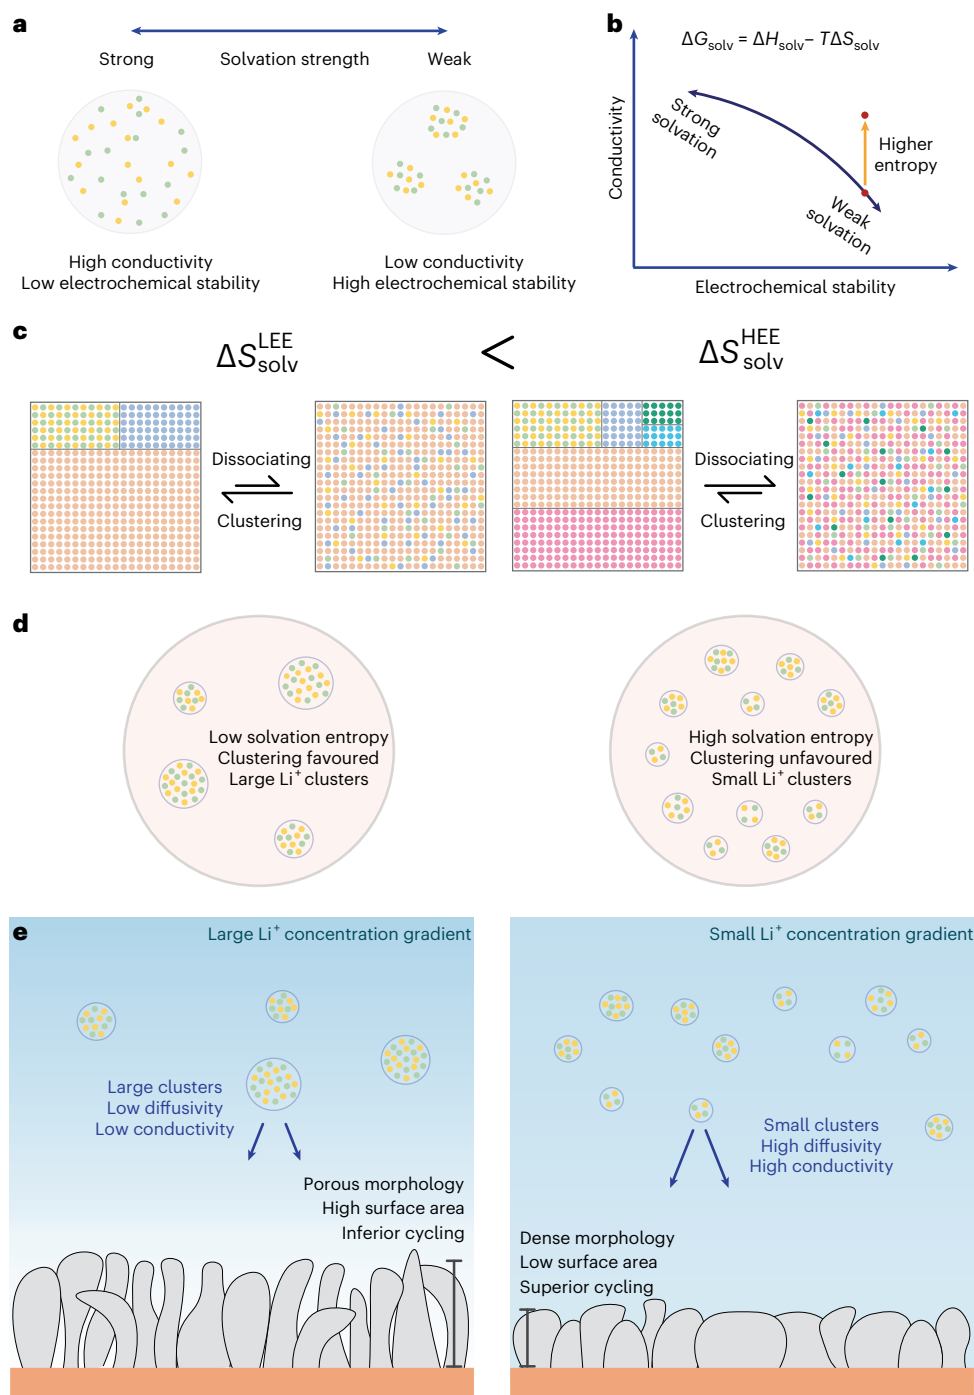 a
Strong
Solvation strength
Weak
High conductivity
Low electrochemical stability
Low conductivity
High electrochemical stability
b
ΔG_solv = ΔH_solv – TΔS_solv
Conductivity
Strong
solvation
Higher
entropy
Weak
solvation
Electrochemical stability
c
ΔS_solv^LEE < ΔS_solv^HEE
Dissociating
Clustering
Dissociating
Clustering
d
Low solvation entropy
Clustering favoured
Large Li⁺ clusters
High solvation entropy
Clustering unfavoured
Small Li⁺ clusters
e
Large Li⁺ concentration gradient
Large clusters
Low diffusivity
Low conductivity
Porous morphology
High surface area
Inferior cycling
Small Li⁺ concentration gradient
Small clusters
High diffusivity
High conductivity
Dense morphology
Low surface area
Superior cycling